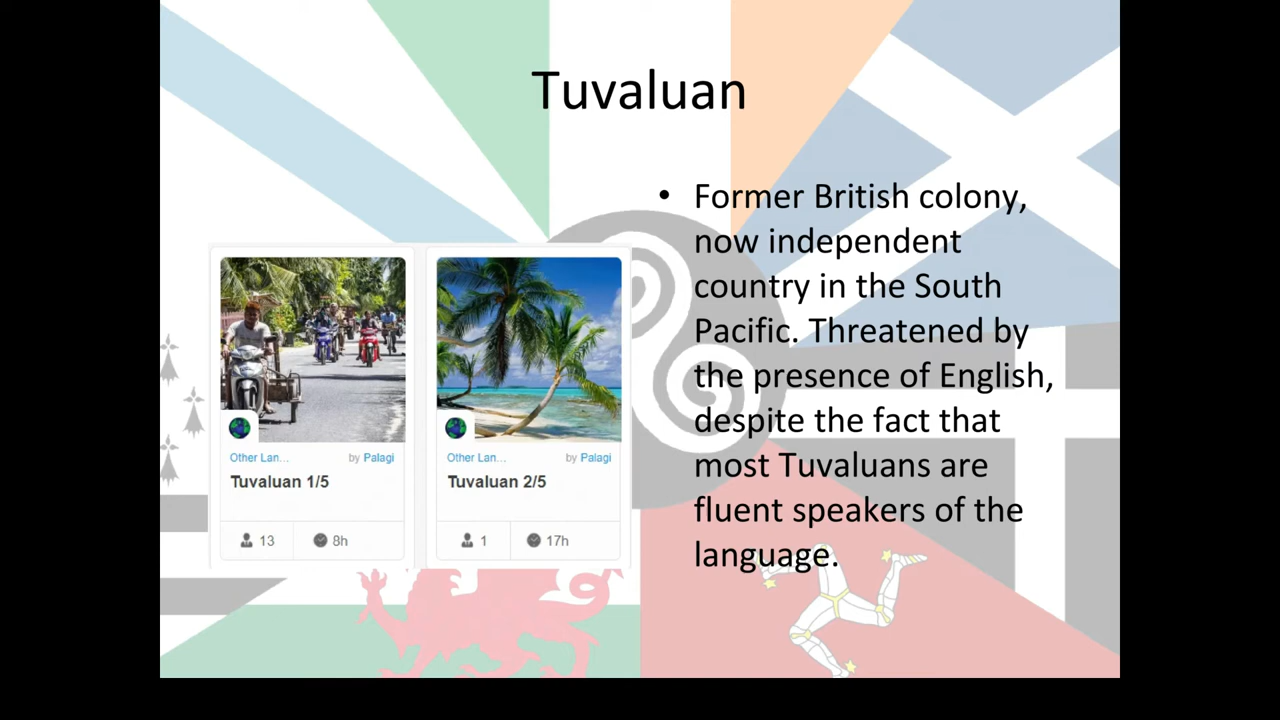 Tuvaluan
• Former British colony,
now independent
country in the South
Pacific. Threatened by
the presence of English,
despite the fact that
most Tuvaluans are
fluent speakers of the
language.
Other Lan... by Palagi
Tuvaluan 1/5
13 8h
Other Lan... by Palagi
Tuvaluan 2/5
1 17h